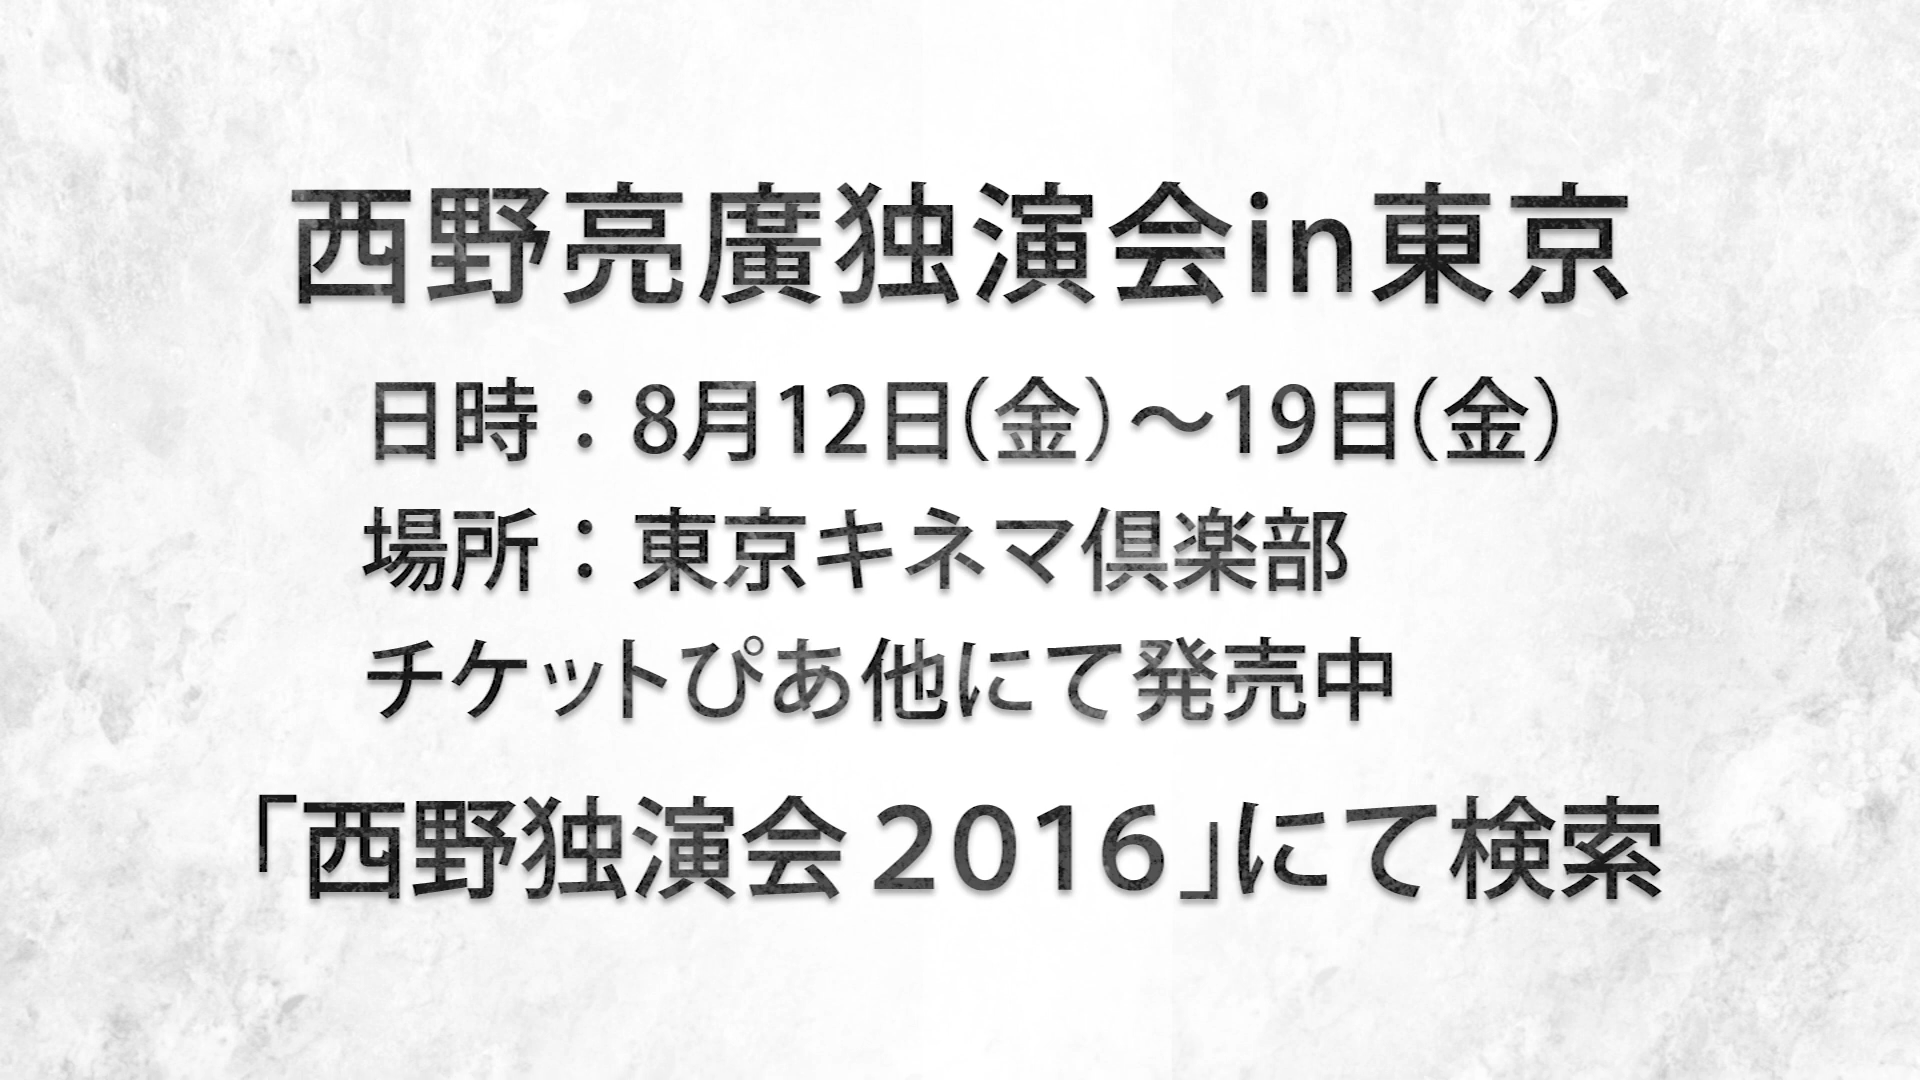 西野亮廣独演会in東京
日時：8月12日(金)～19日(金)
場所：東京キネマ倶楽部
チケットぴあ他にて発売中
「西野独演会2016」にて検索